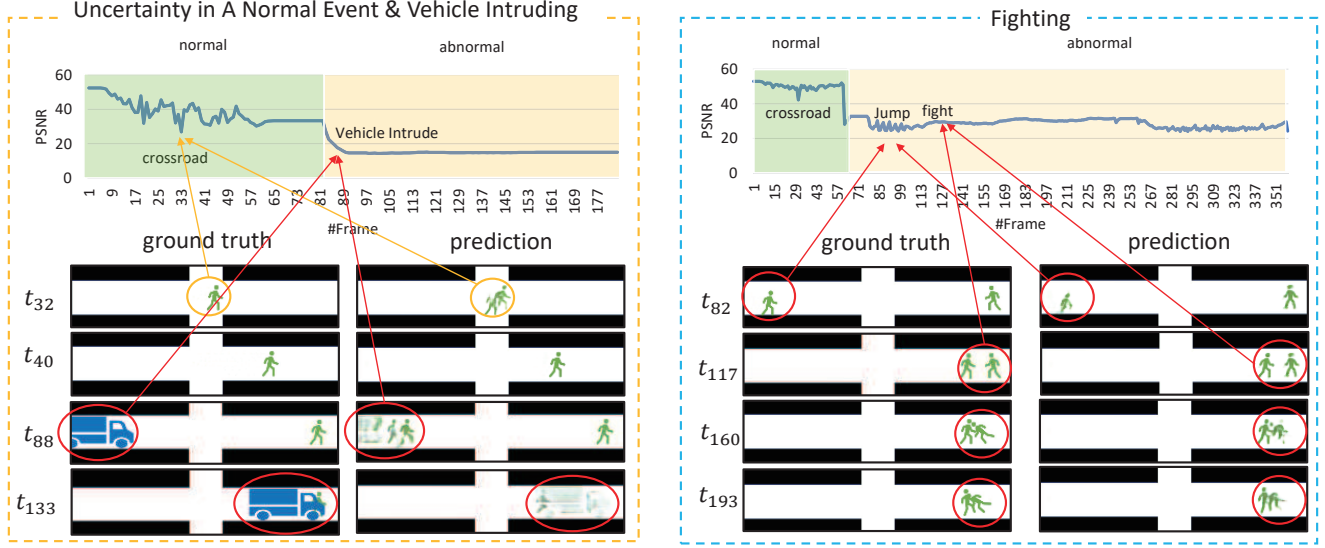 Uncertainty in A Normal Event & Vehicle Intruding
normal
abnormal
60
40
20
0
PSNR
crossroad
Vehicle Intrude
1 9 17 25 33 41 49 57 65 73 81 89 97 105 113 121 129 137 145 153 161 169 177
#Frame
ground truth
prediction
t32
t40
t88
t133
Fighting
normal
abnormal
60
40
20
0
PSNR
crossroad
Jump
fight
1 15 29 43 57 71 85 99 113 127 141 155 169 183 197 211 225 239 253 267 281 295 309 323 337 351
#Frame
ground truth
prediction
t82
t117
t160
t193